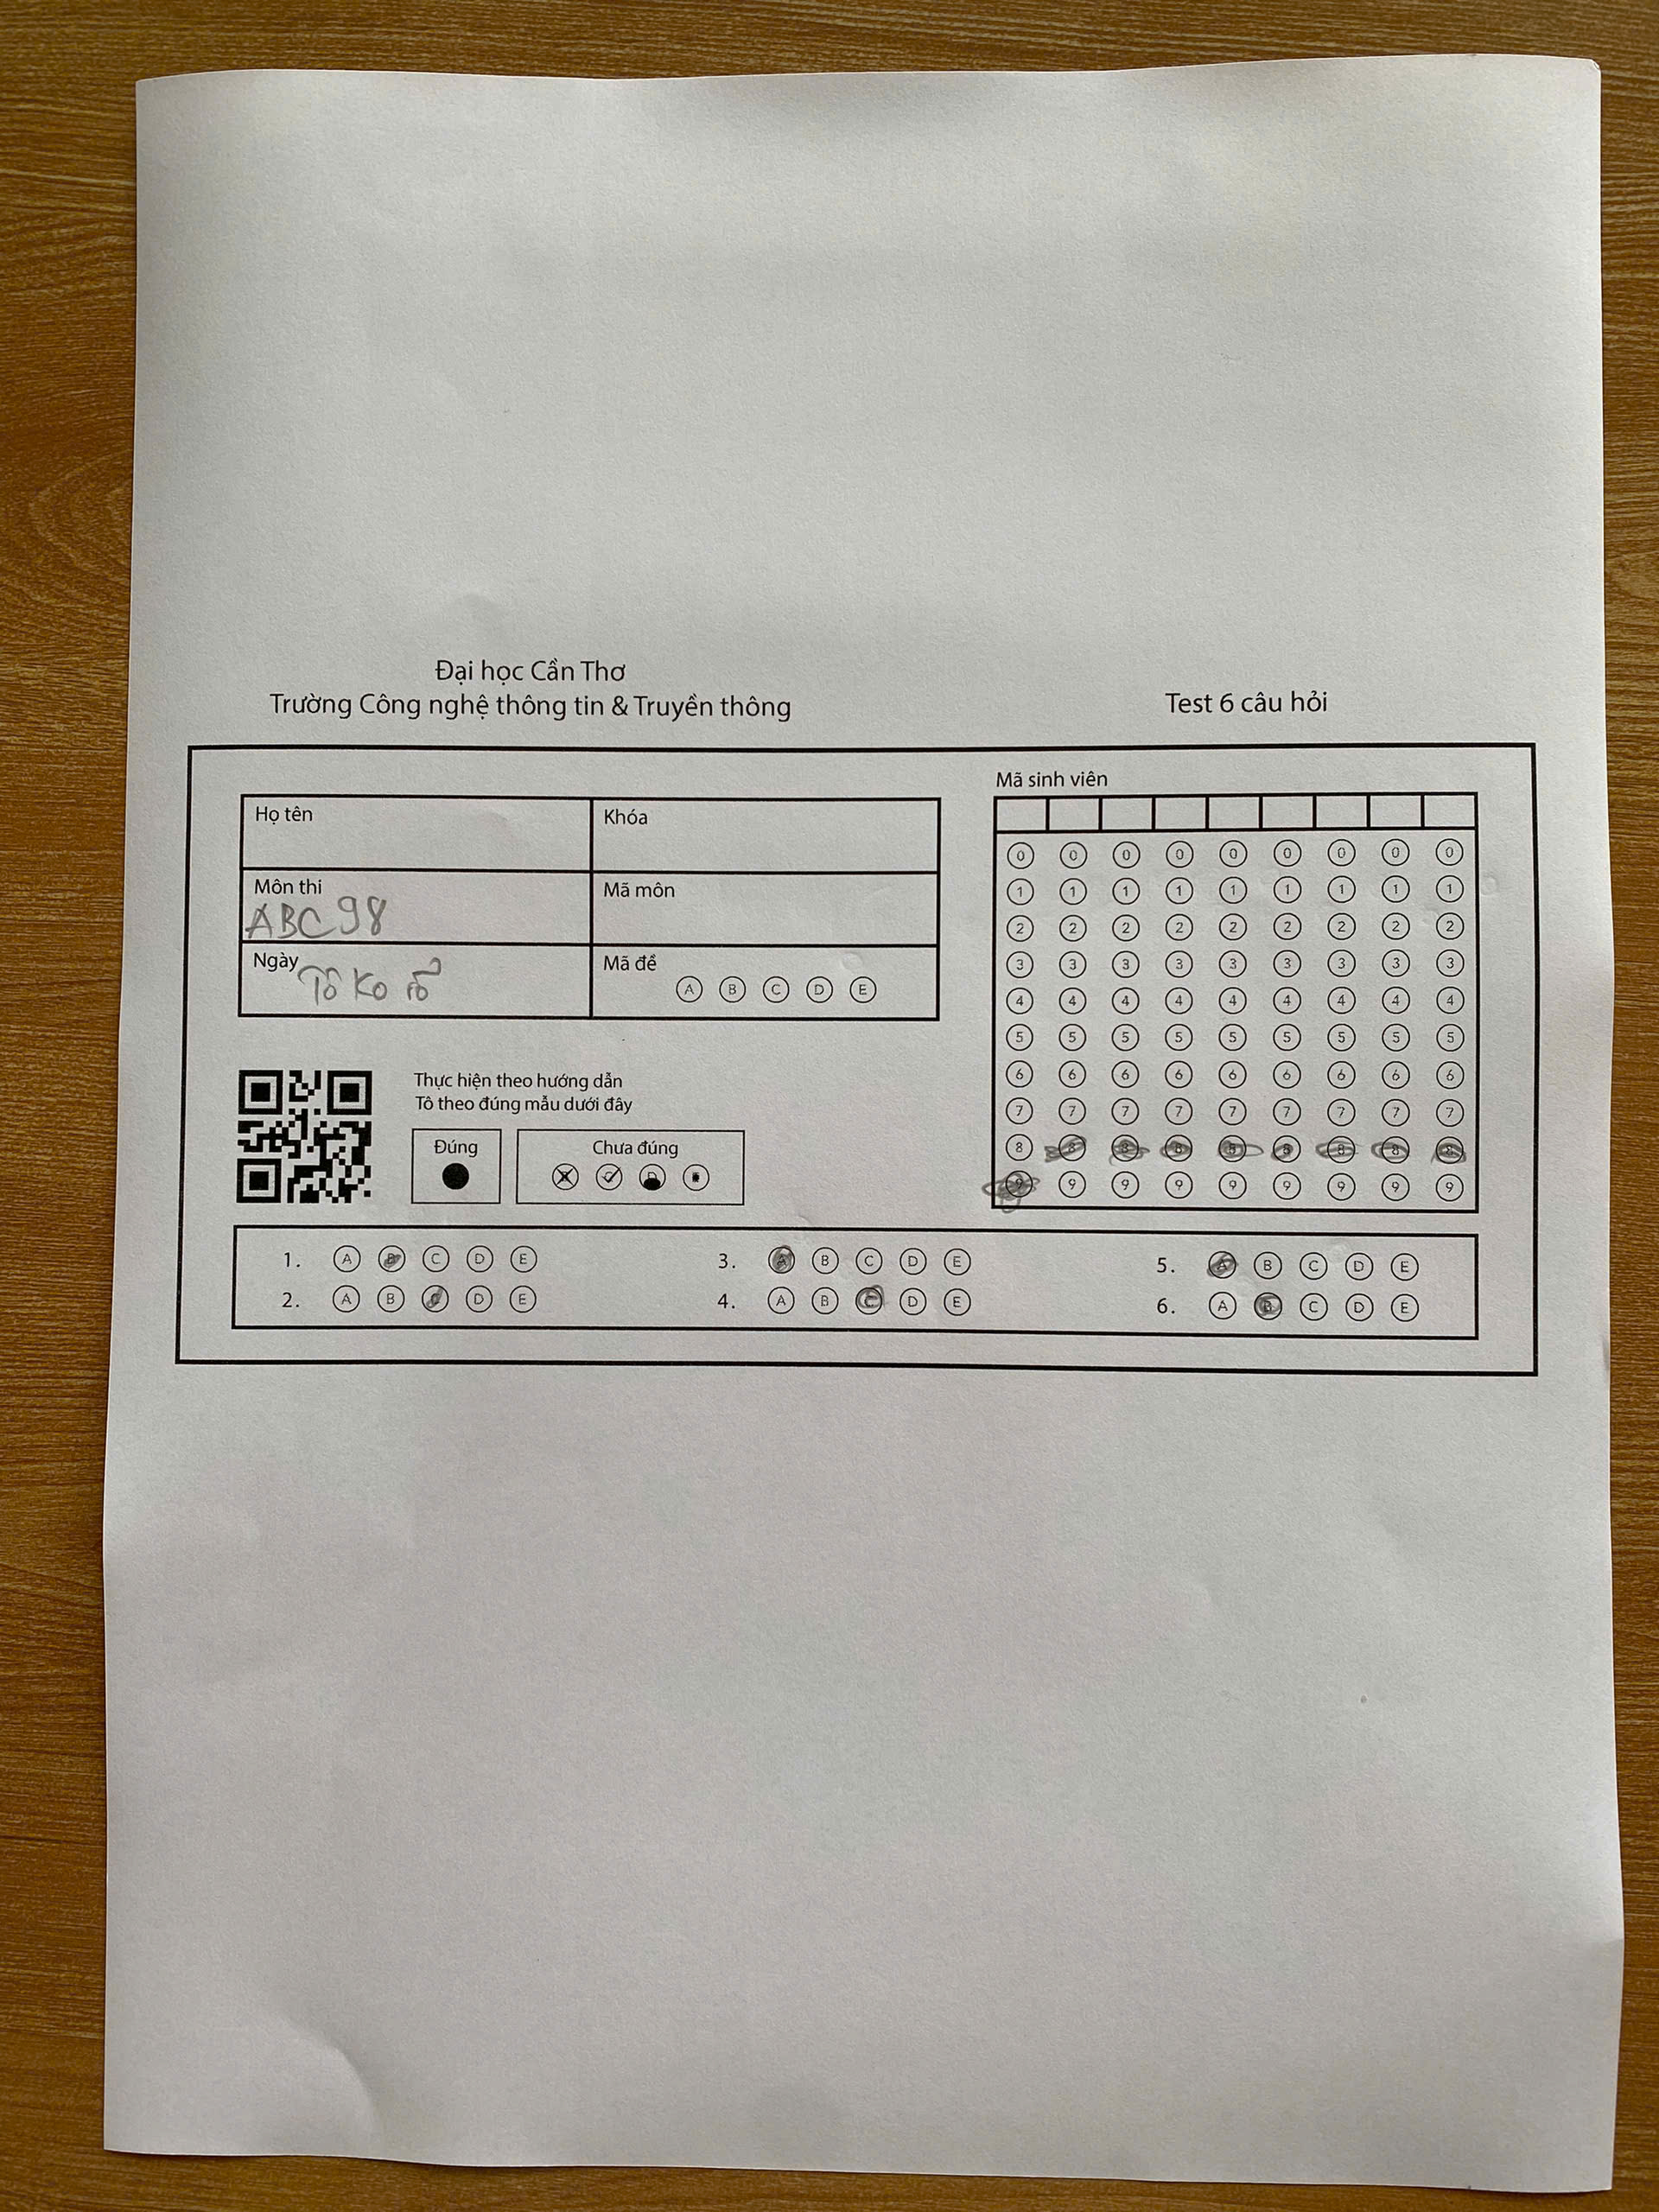 Đại học Cần Thơ
Trường Công nghệ thông tin & Truyền thông
Test 6 câu hỏi
Họ tên
Khóa
Môn thi
ABC98
Mã môn
Ngày
Tô Ko rõ
Mã đề
A B C D E
Mã sinh viên
0 0 0 0 0 0 0 0 0
1 1 1 1 1 1 1 1 1
2 2 2 2 2 2 2 2 2
3 3 3 3 3 3 3 3 3
4 4 4 4 4 4 4 4 4
5 5 5 5 5 5 5 5 5
6 6 6 6 6 6 6 6 6
7 7 7 7 7 7 7 7 7
8 8 8 8 8 8 8 8 8
9 9 9 9 9 9 9 9 9
Thực hiện theo hướng dẫn
Tô theo đúng mẫu dưới đây
Đúng
Chưa đúng
1. A B C D E
2. A B C D E
3. A B C D E
4. A B C D E
5. A B C D E
6. A B C D E